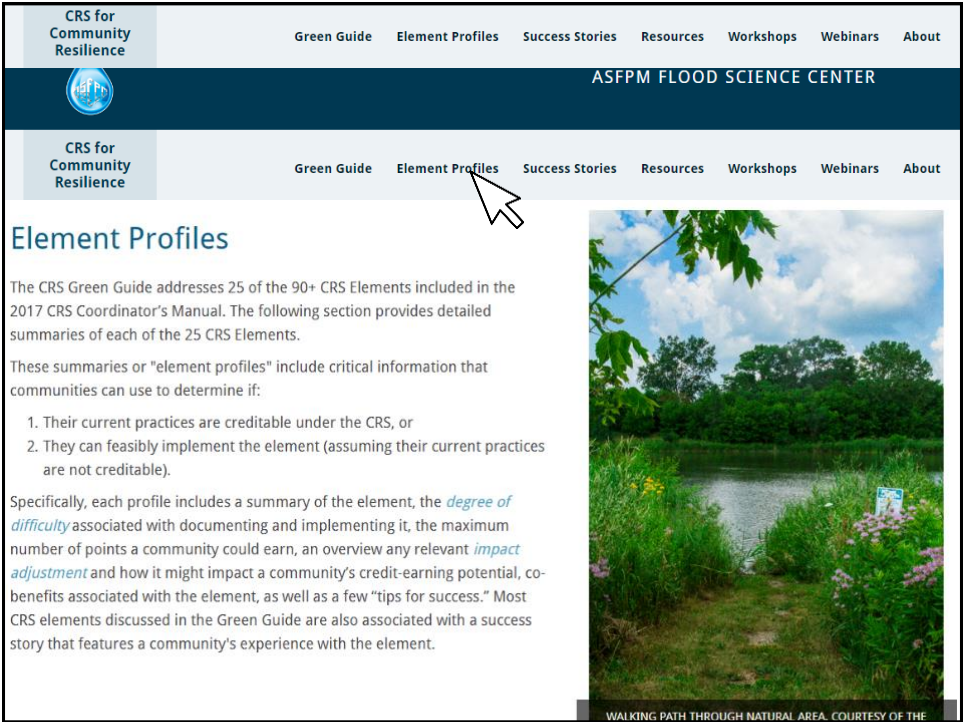 CRS for
Community
Resilience
Green Guide Element Profiles Success Stories Resources Workshops Webinars About
ASFPM FLOOD SCIENCE CENTER
CRS for
Community
Resilience
Green Guide Element Profiles Success Stories Resources Workshops Webinars About
Element Profiles
The CRS Green Guide addresses 25 of the 90+ CRS Elements included in the
2017 CRS Coordinator’s Manual. The following section provides detailed
summaries of each of the 25 CRS Elements.
These summaries or "element profiles" include critical information that
communities can use to determine if:
1. Their current practices are creditable under the CRS, or
2. They can feasibly implement the element (assuming their current practices
are not creditable).
Specifically, each profile includes a summary of the element, the degree of
difficulty associated with documenting and implementing it, the maximum
number of points a community could earn, an overview any relevant impact
adjustment and how it might impact a community’s credit-earning potential, co-
benefits associated with the element, as well as a few “tips for success.” Most
CRS elements discussed in the Green Guide are also associated with a success
story that features a community's experience with the element.
WALKING PATH THROUGH NATURAL AREA. COURTESY OF THE